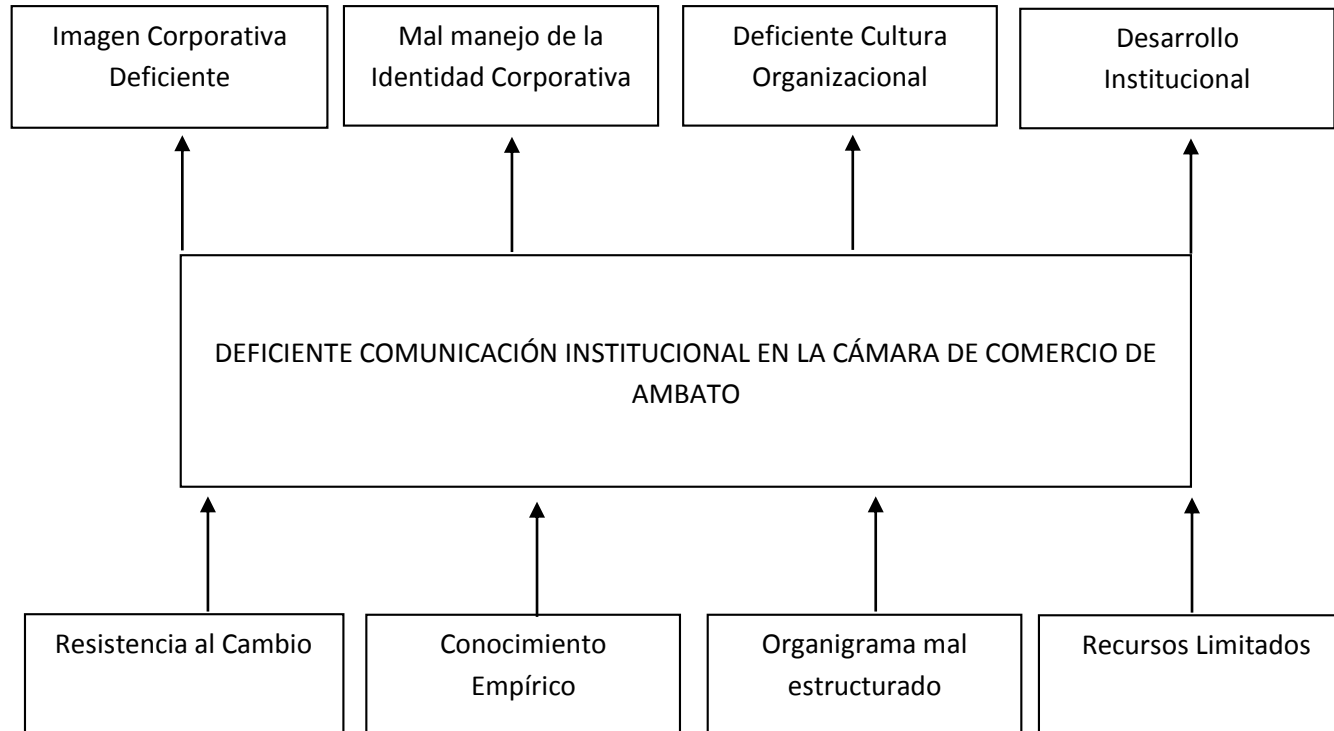 Imagen Corporativa
Deficiente
Mal manejo de la
Identidad Corporativa
Deficiente Cultura
Organizacional
Desarrollo
Institucional
DEFICIENTE COMUNICACIÓN INSTITUCIONAL EN LA CÁMARA DE COMERCIO DE
AMBATO
Resistencia al Cambio
Conocimiento
Empírico
Organigrama mal
estructurado
Recursos Limitados